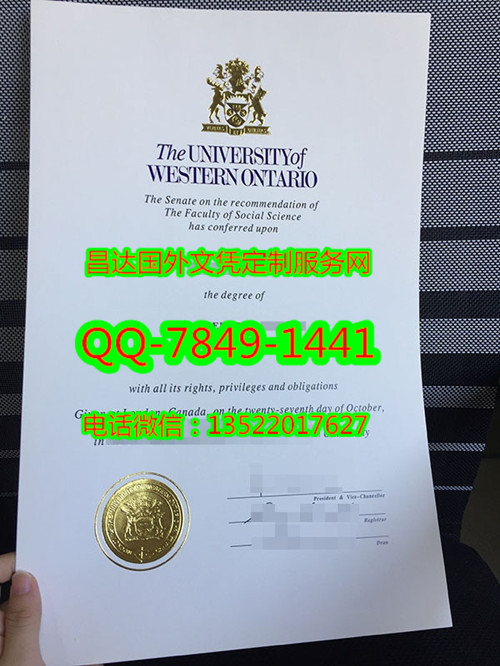 The UNIVERSITY of
WESTERN ONTARIO
The Senate on the recommendation of
The Faculty of Social Science
has conferred upon
昌达国外文凭定制服务网
the degree of
QQ-7849-1441
with all its rights, privileges and obligations
Canada, on the twenty-seventh day of October,
电话微信：13522017627
President & Vice-Chancellor
Registrar
Dean